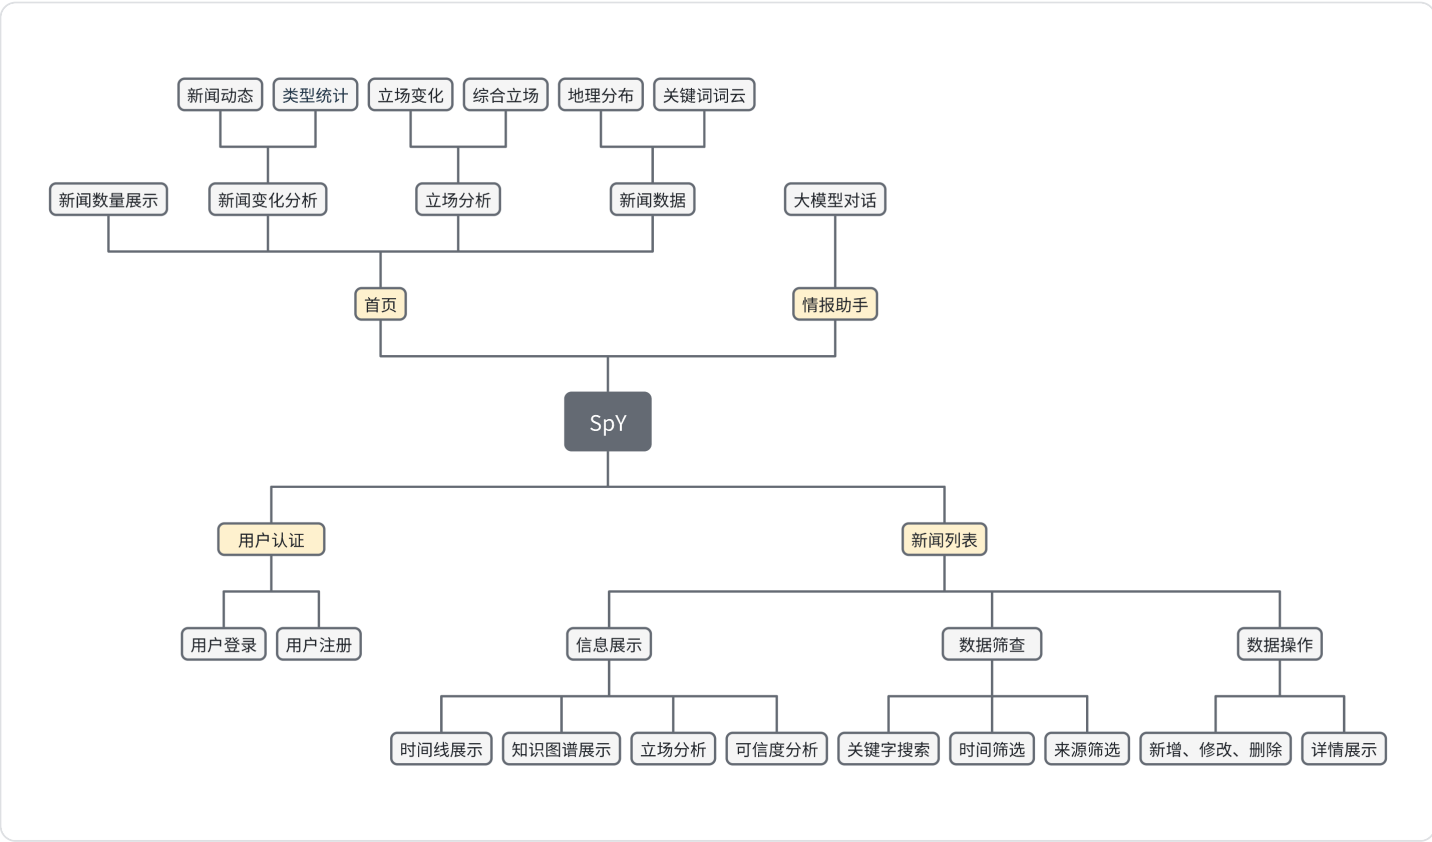 新闻动态
类型统计
立场变化
综合立场
地理分布
关键词词云
新闻数量展示
新闻变化分析
立场分析
新闻数据
大模型对话
首页
情报助手
SpY
用户认证
新闻列表
用户登录
用户注册
信息展示
数据筛查
数据操作
时间线展示
知识图谱展示
立场分析
可信度分析
关键字搜索
时间筛选
来源筛选
新增、修改、删除
详情展示